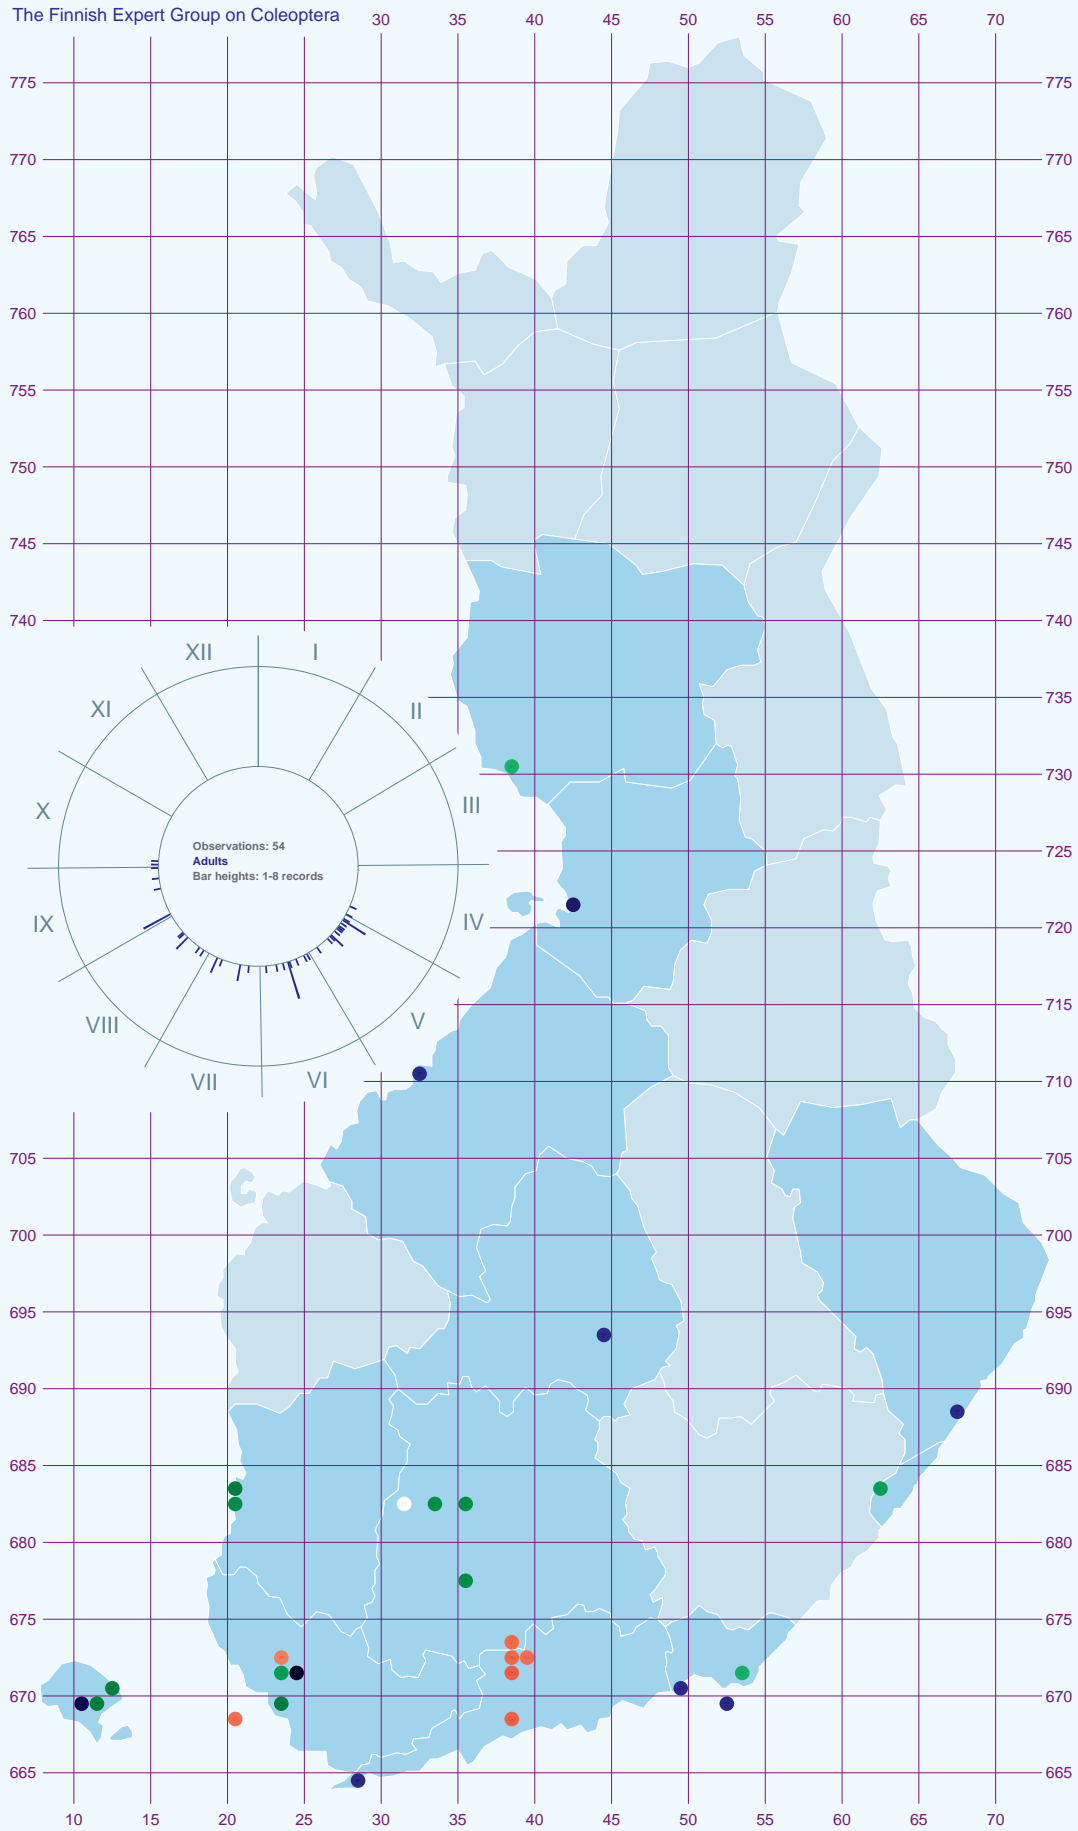 The Finnish Expert Group on Coleoptera 30 35 40 45 50 55 60 65 70
775 775
770 770
765 765
760 760
755 755
750 750
745 745
740 740
XII I
XI II
735
730
X III
Observations: 54
725
Adults
Bar heights: 1-8 records
IX IV
720
715
VIII V
VII VI
710
705 705
700 700
695 695
690 690
685 685
680 680
675 675
670 670
665 665
10 15 20 25 30 35 40 45 50 55 60 65 70